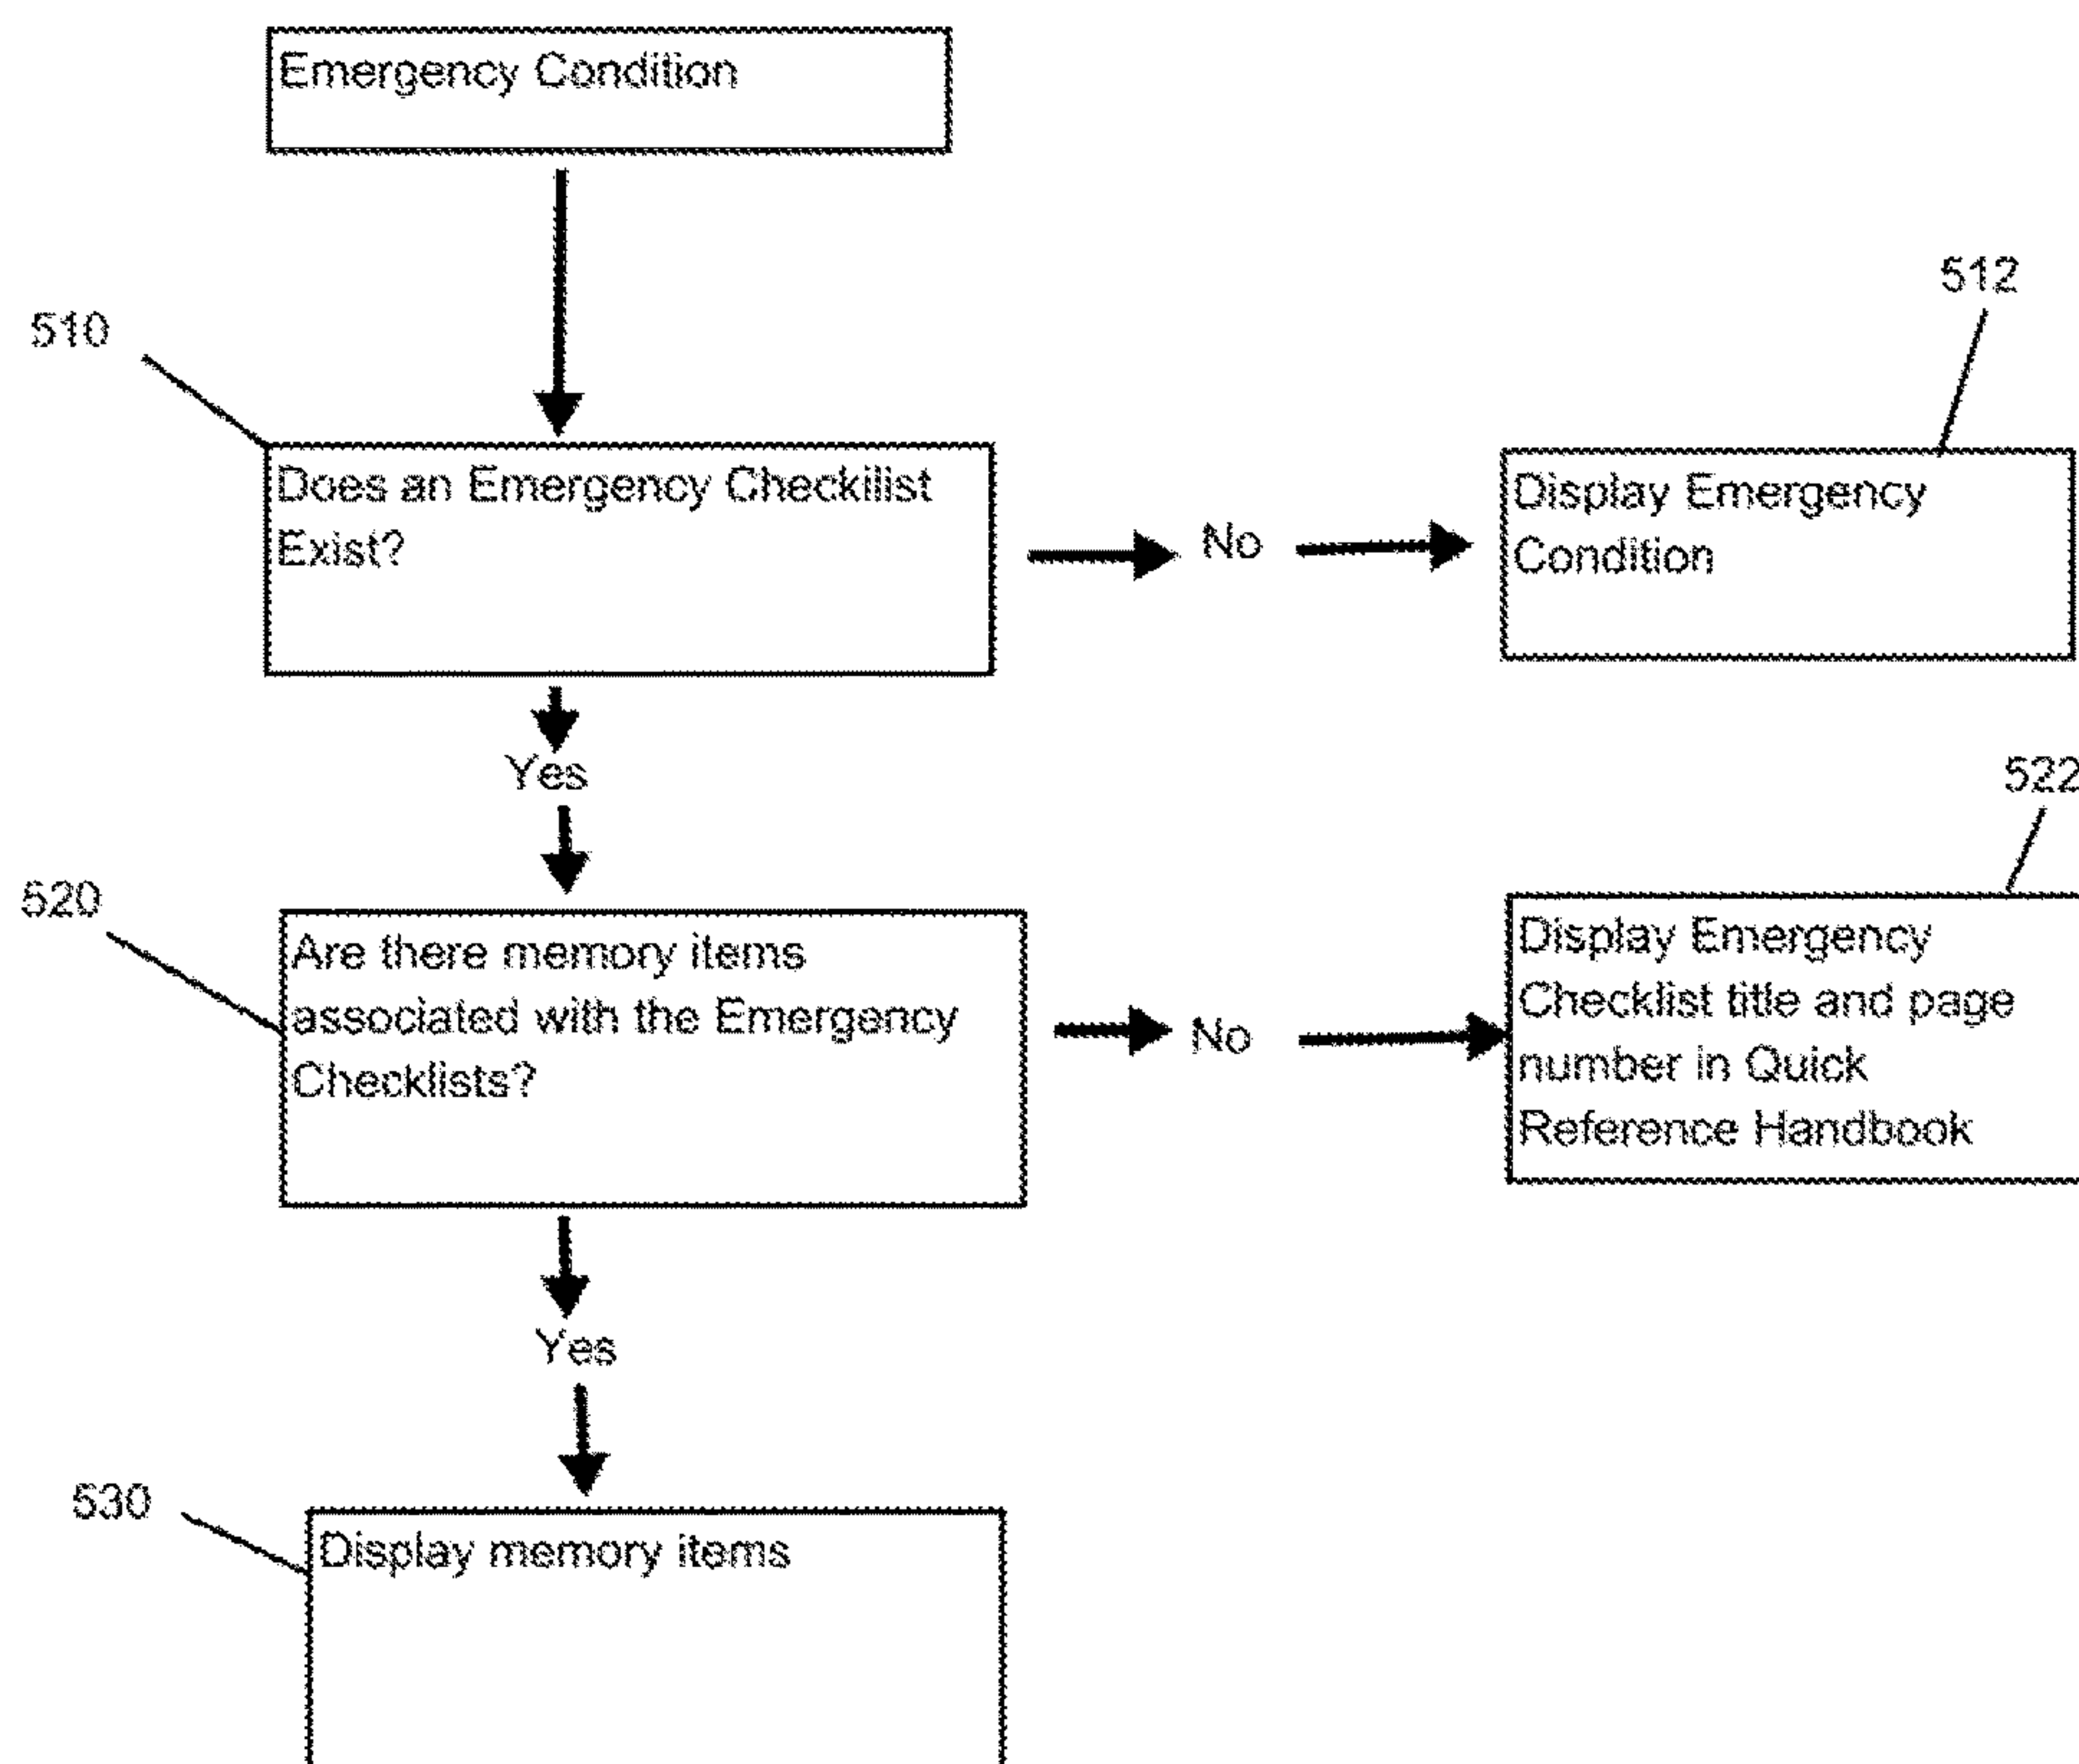 Emergency Condition
512
510
Does an Emergency Checkilist
Exist?
No
Display Emergency
Condition
Yes
522
520
Are there memory items
associated with the Emergency
Checklists?
No
Display Emergency
Checklist title and page
number in Quick
Reference Handbook
Yes
530
Display memory items